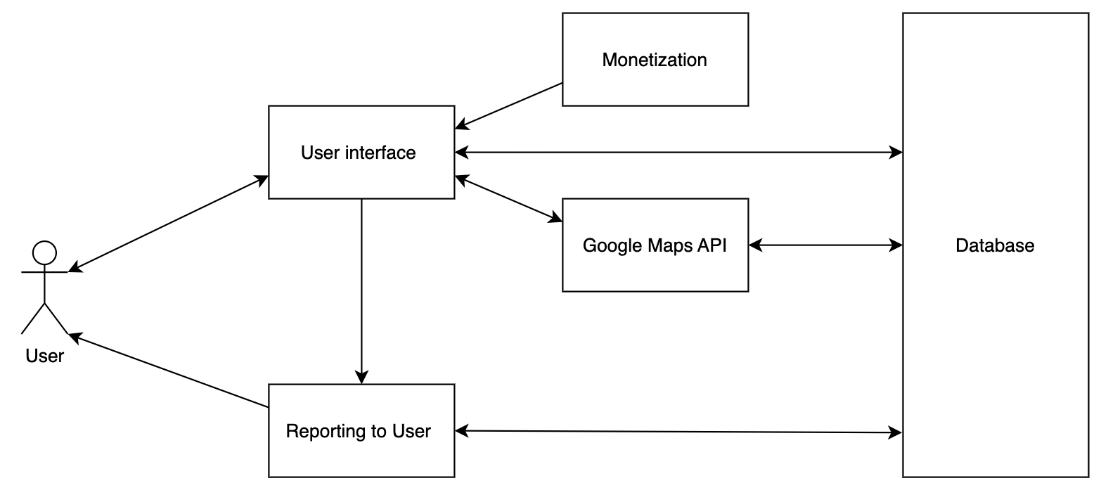 Monetization
User interface
Google Maps API
Database
User
Reporting to User